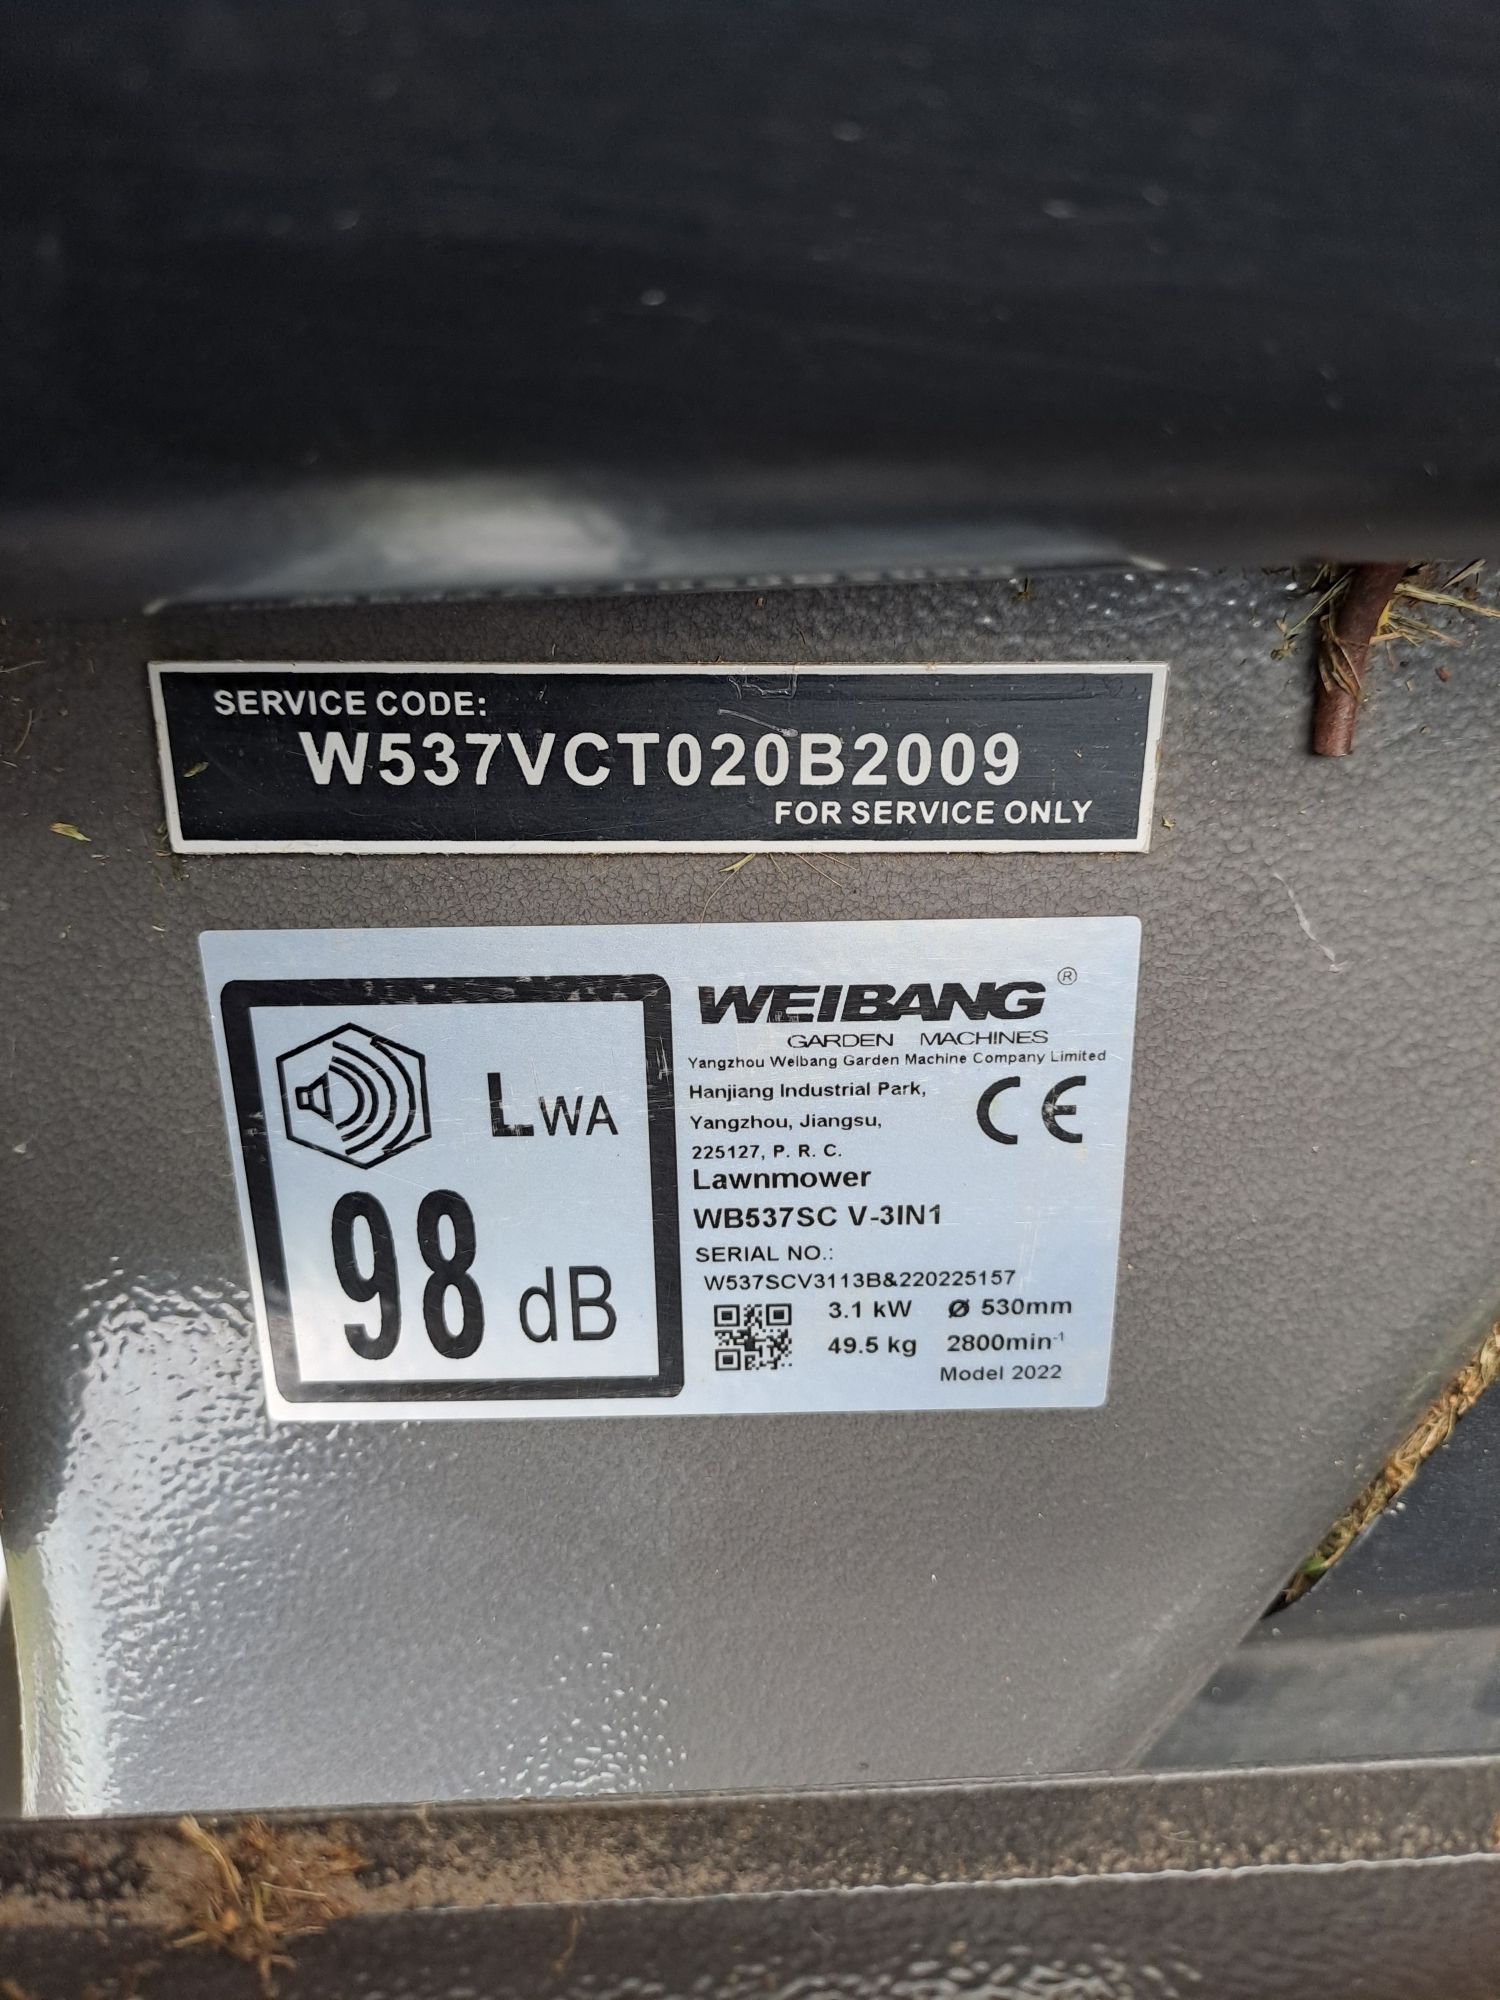 SERVICE CODE:
W537VCT020B2009
FOR SERVICE ONLY
LWA
98 dB
WEIBANG®
GARDEN MACHINES
Yangzhou Weibang Garden Machine Company Limited
Hanjiang Industrial Park,
Yangzhou, Jiangsu,
225127, P. R. C.
CE
Lawnmower
WB537SC V-3IN1
SERIAL NO.:
W537SCV3113B&220225157
3.1 kW Ø 530mm
49.5 kg 2800min⁻¹
Model 2022